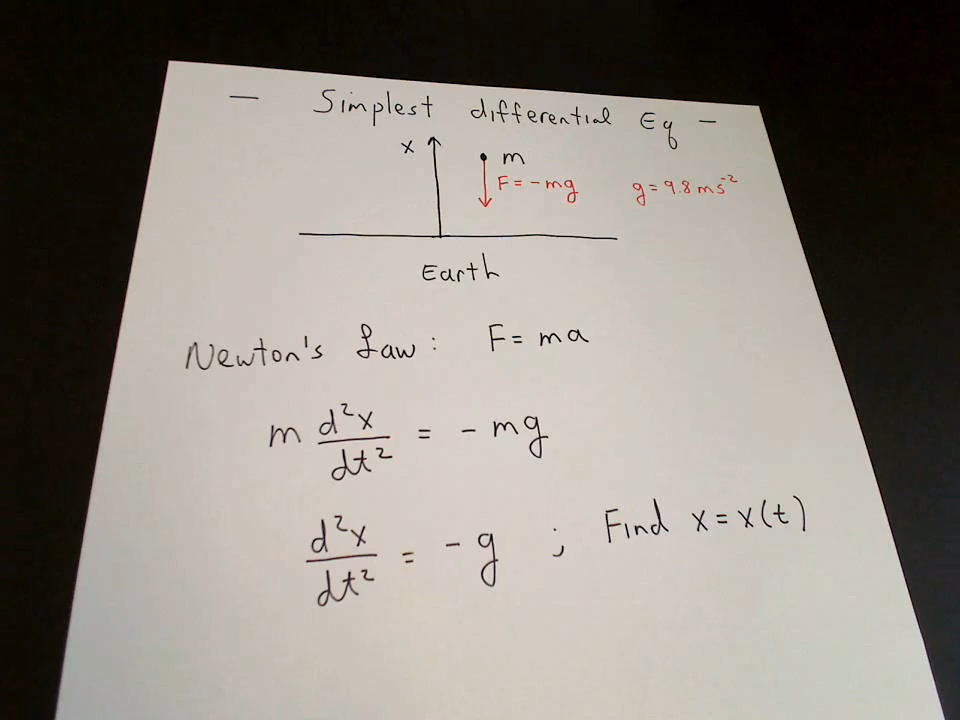 — Simplest differential Eq —
x
m
F = -mg
g = 9.8 ms⁻²
Earth
Newton's Law : F = ma
m d²x/dt² = - mg
d²x/dt² = - g ; Find x = x(t)